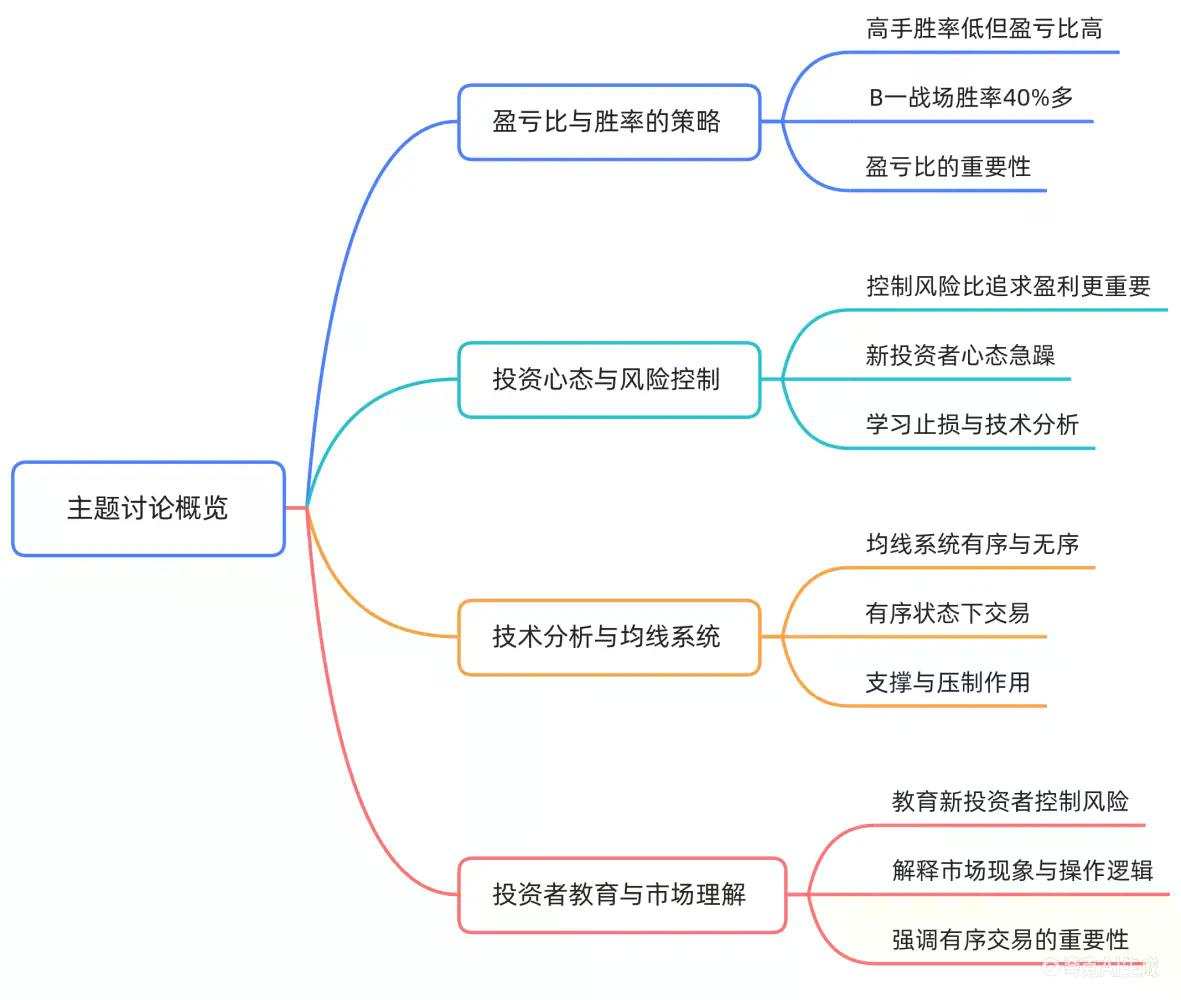 主题讨论概览
盈亏比与胜率的策略
高手胜率低但盈亏比高
B一战场胜率40%多
盈亏比的重要性
投资心态与风险控制
控制风险比追求盈利更重要
新投资者心态急躁
学习止损与技术分析
技术分析与均线系统
均线系统有序与无序
有序状态下交易
支撑与压制作用
投资者教育与市场理解
教育新投资者控制风险
解释市场现象与操作逻辑
强调有序交易的重要性
夸克AI生成